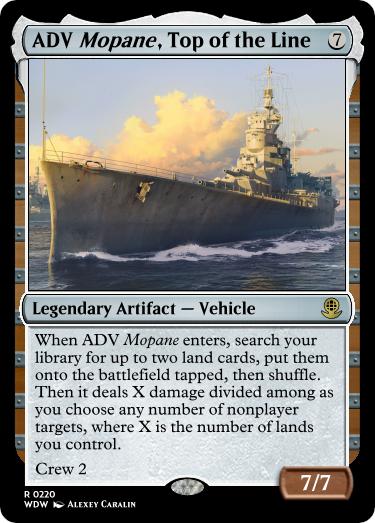 ADV Mopane, Top of the Line 7
Legendary Artifact — Vehicle
When ADV Mopane enters, search your
library for up to two land cards, put them
onto the battlefield tapped, then shuffle.
Then it deals X damage divided among as
you choose any number of nonplayer
targets, where X is the number of lands
you control.
Crew 2
7/7
R 0220
WDW Alexey Caralin